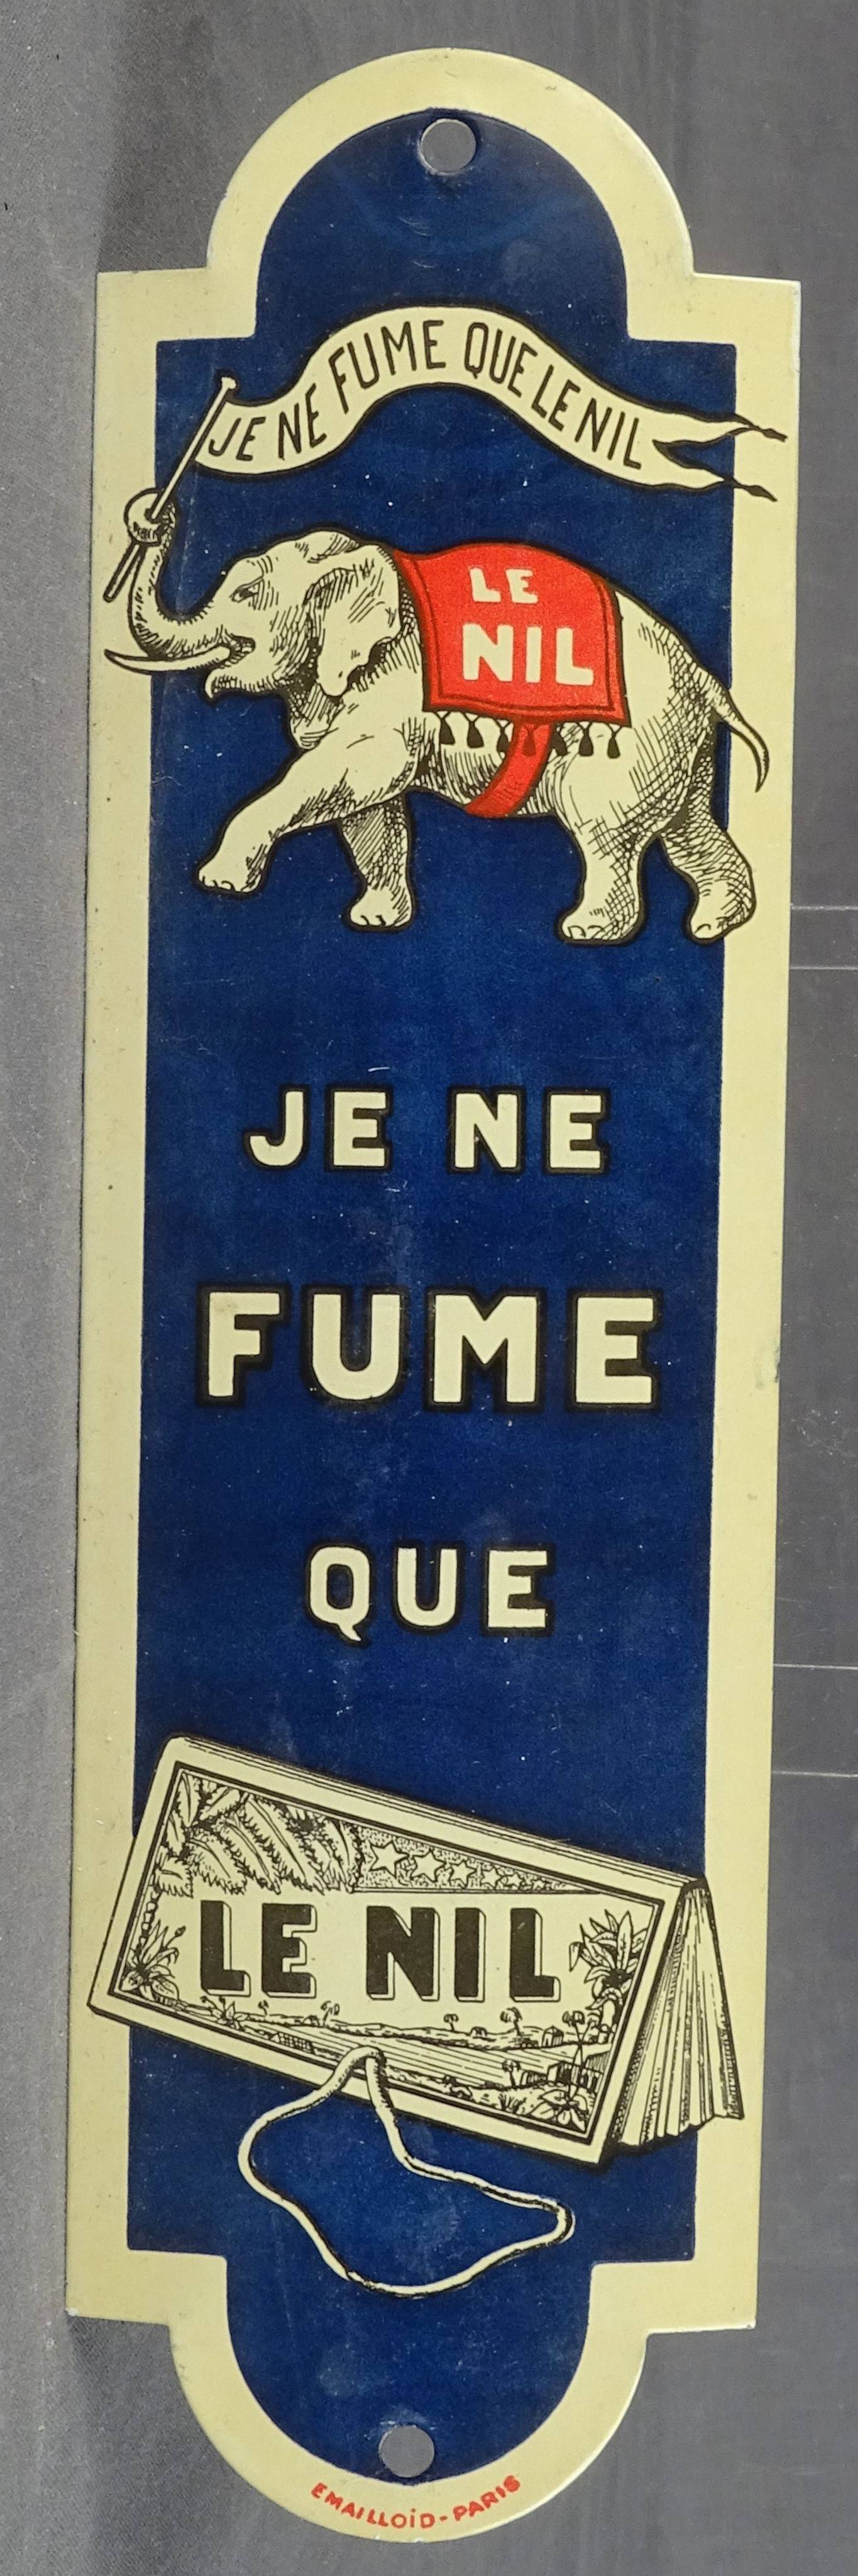 JE NE FUME QUE LE NIL
LE
NIL
JE NE
FUME
QUE
LE NIL
EMAILLOÏD-PARIS